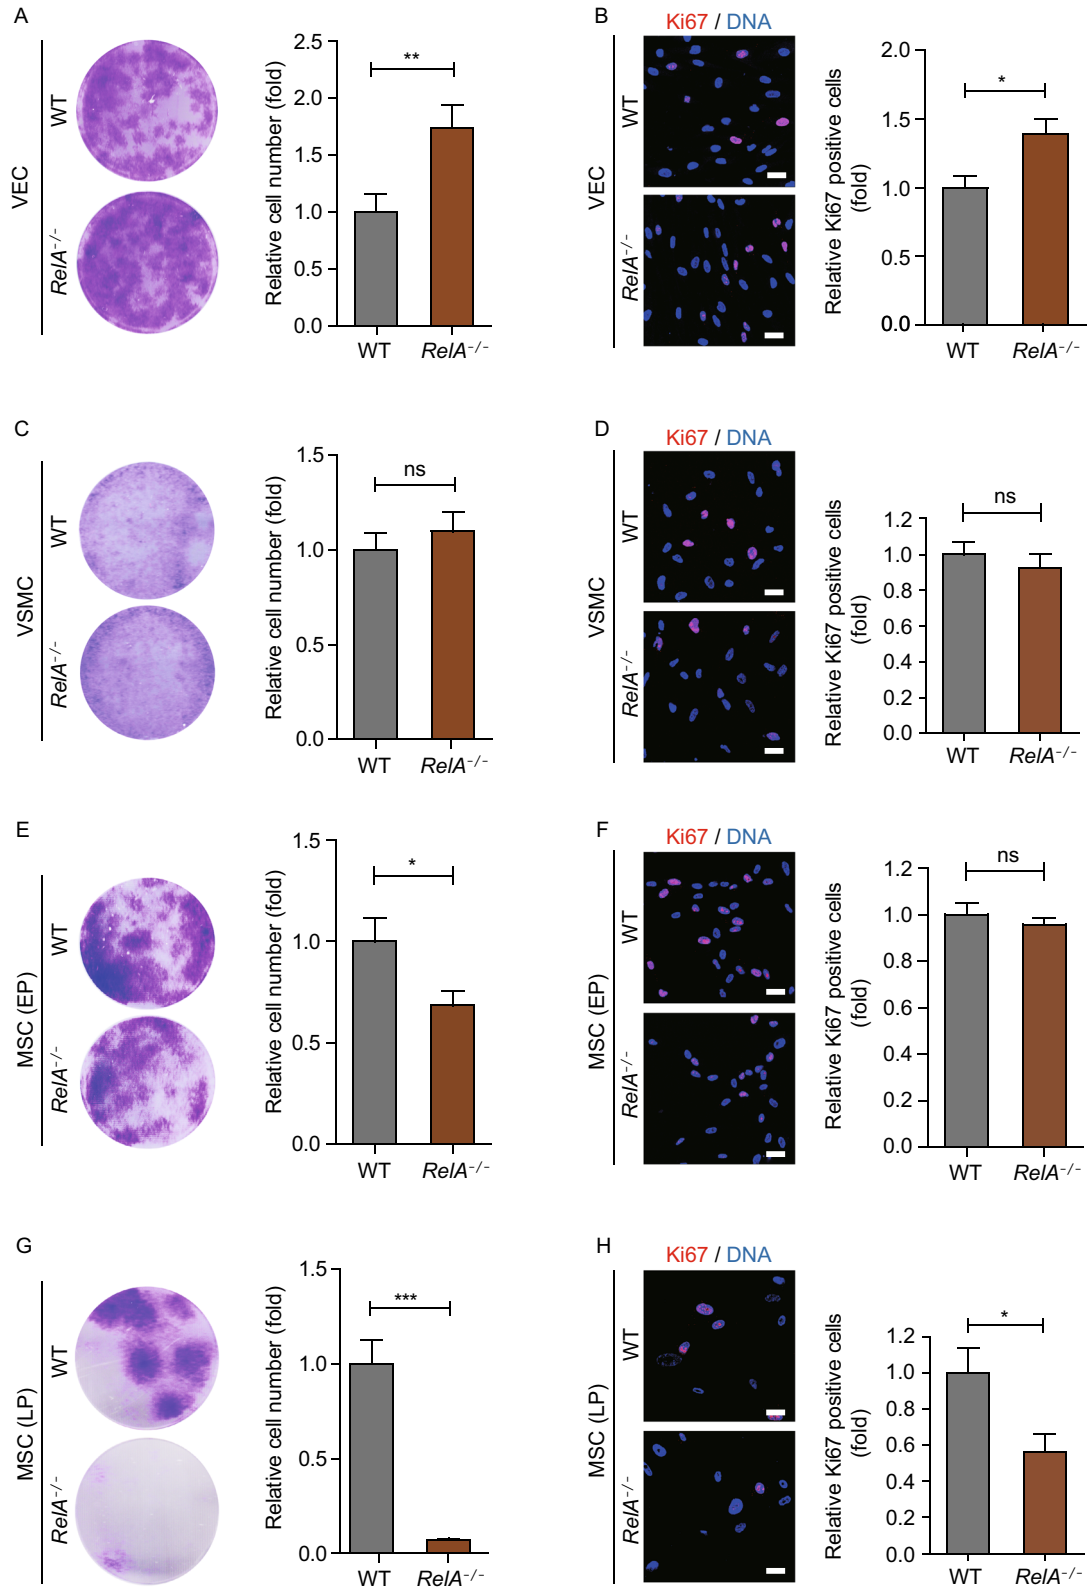 A
VEC
WT
RelA⁻/⁻
Relative cell number (fold)
2.5
2.0
1.5
1.0
0.5
0.0
**
WT
RelA⁻/⁻
B
Ki67 / DNA
VEC
WT
RelA⁻/⁻
Relative Ki67 positive cells
(fold)
2.0
1.5
1.0
0.5
0.0
*
WT
RelA⁻/⁻
C
VSMC
WT
RelA⁻/⁻
Relative cell number (fold)
1.5
1.0
0.5
0.0
ns
WT
RelA⁻/⁻
D
Ki67 / DNA
VSMC
WT
RelA⁻/⁻
Relative Ki67 positive cells
(fold)
1.2
1.0
0.8
0.6
0.4
0.2
0.0
ns
WT
RelA⁻/⁻
E
MSC (EP)
WT
RelA⁻/⁻
Relative cell number (fold)
1.5
1.0
0.5
0.0
*
WT
RelA⁻/⁻
F
Ki67 / DNA
MSC (EP)
WT
RelA⁻/⁻
Relative Ki67 positive cells
(fold)
1.2
1.0
0.8
0.6
0.4
0.2
0.0
ns
WT
RelA⁻/⁻
G
MSC (LP)
WT
RelA⁻/⁻
Relative cell number (fold)
1.5
1.0
0.5
0.0
***
WT
RelA⁻/⁻
H
Ki67 / DNA
MSC (LP)
WT
RelA⁻/⁻
Relative Ki67 positive cells
(fold)
1.2
1.0
0.8
0.6
0.4
0.2
0.0
*
WT
RelA⁻/⁻